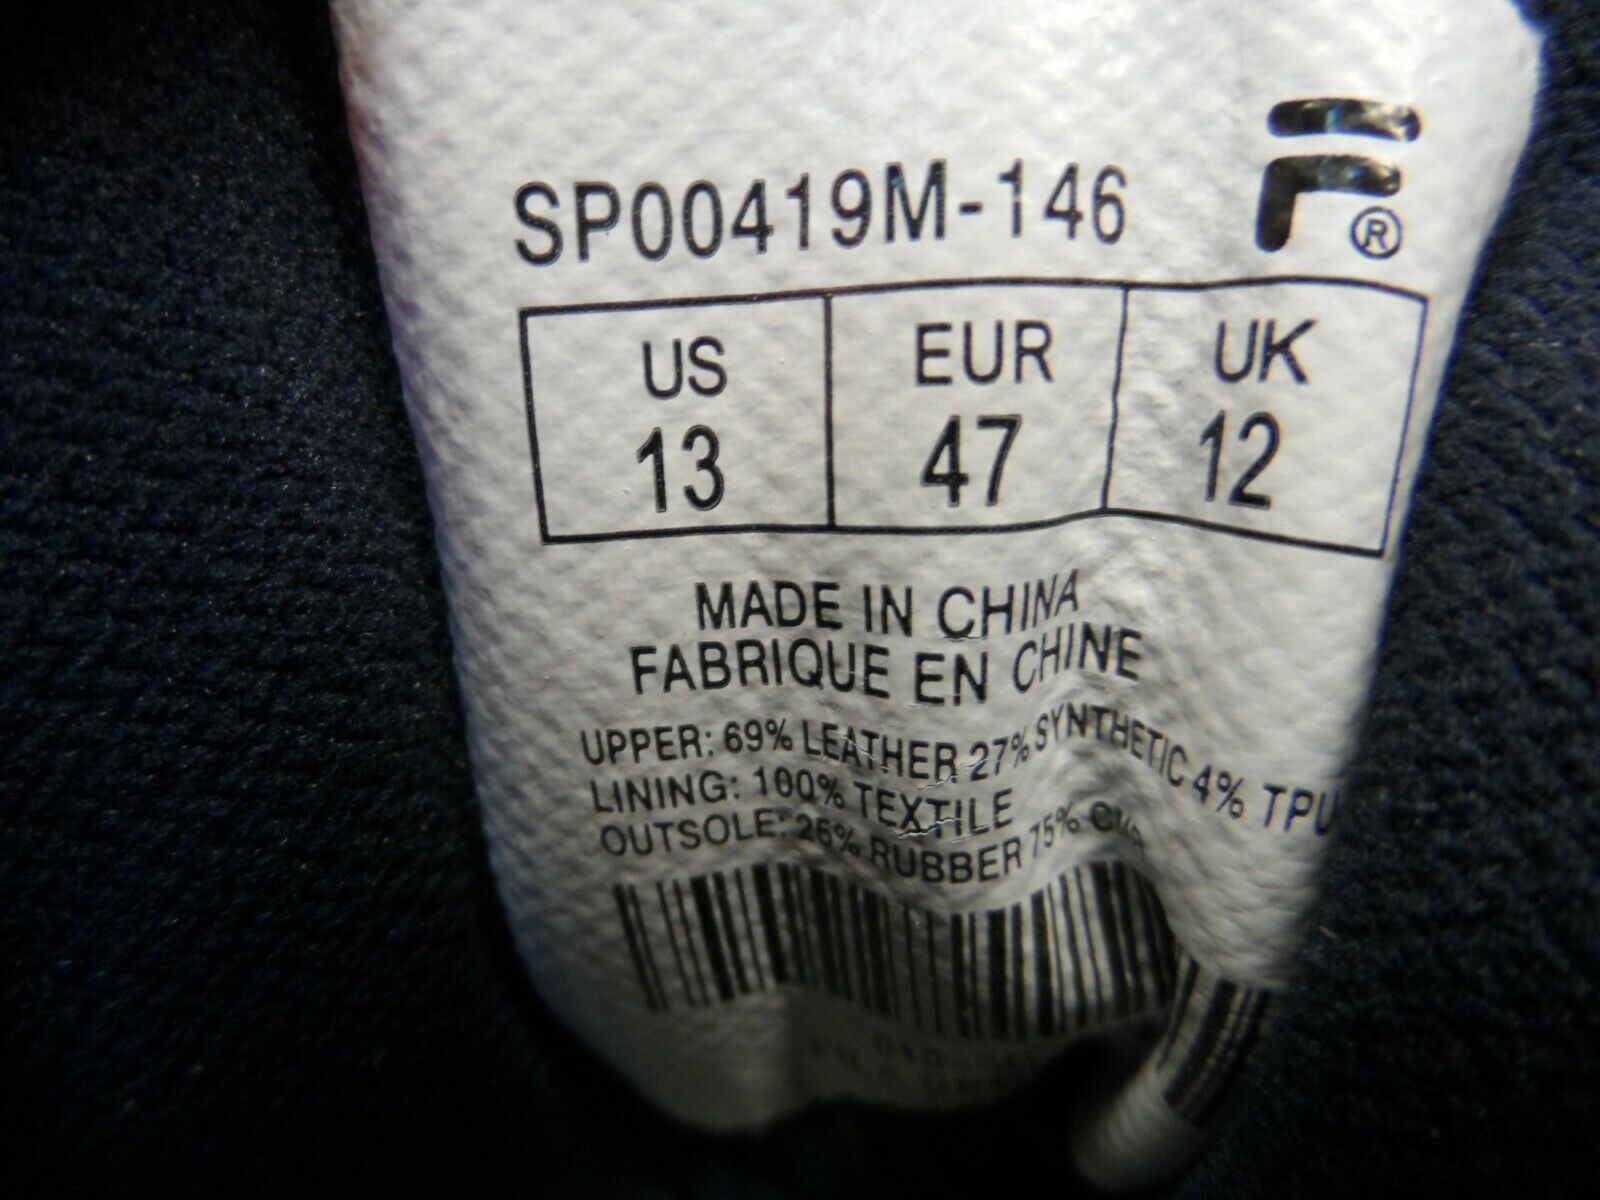 SP00419M-146
®
US EUR UK
13 47 12
MADE IN CHINA
FABRIQUE EN CHINE
UPPER: 69% LEATHER 27% SYNTHETIC 4% TPU
LINING: 100% TEXTILE
OUTSOLE: 25% RUBBER 75%